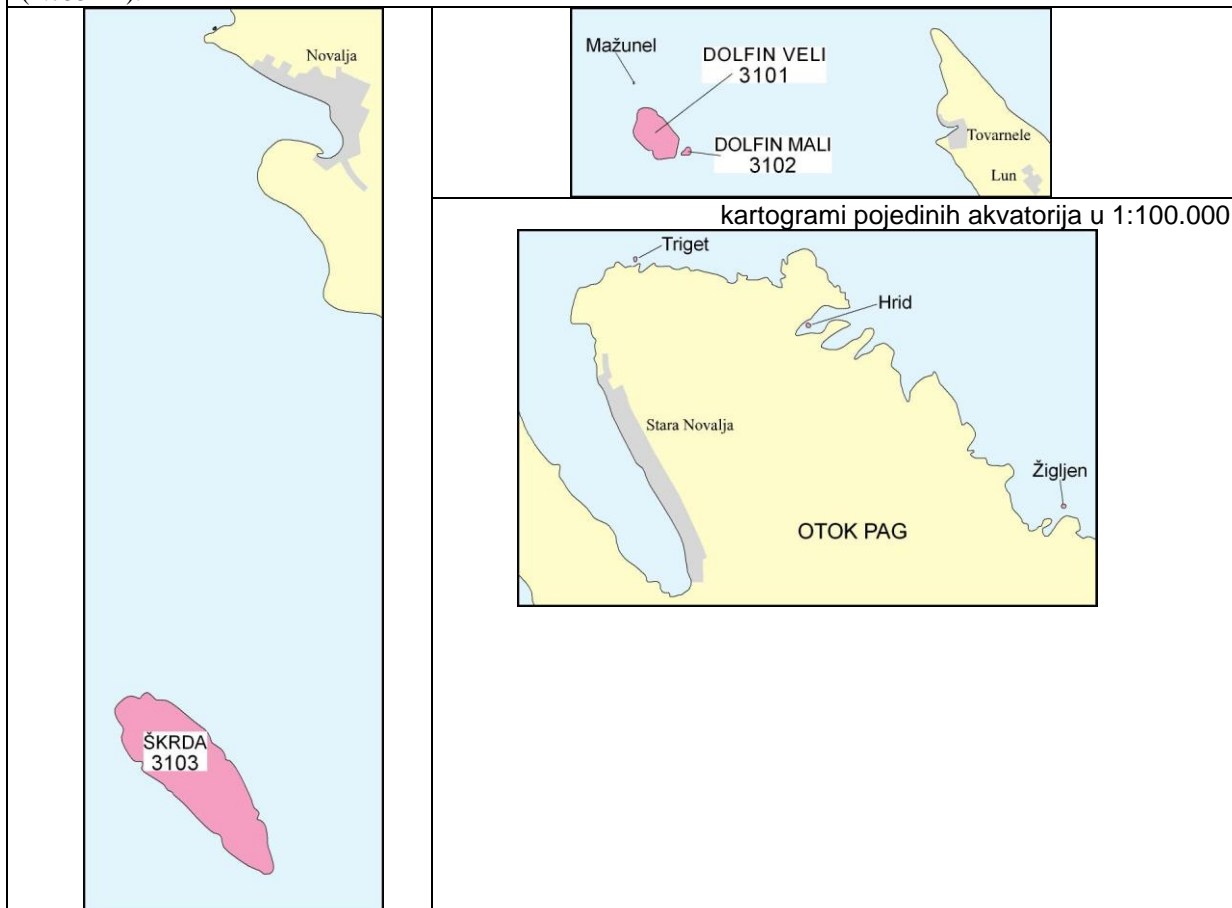 Novalja
ŠKRDA
3103
Mažunel
DOLFIN VELI
3101
DOLFIN MALI
3102
Tovarnele
Lun
kartogrami pojedinih akvatorija u 1:100.000
Triget
Hrid
Stara Novalja
Žigljen
OTOK PAG